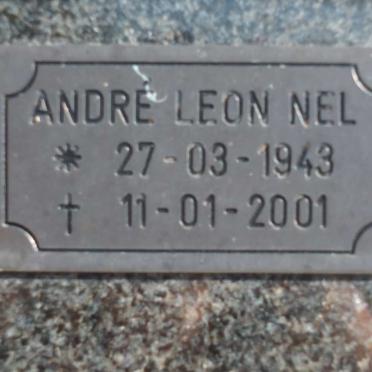 ANDRÉ LEON NEL
* 27-03-1943
† 11-01-2001